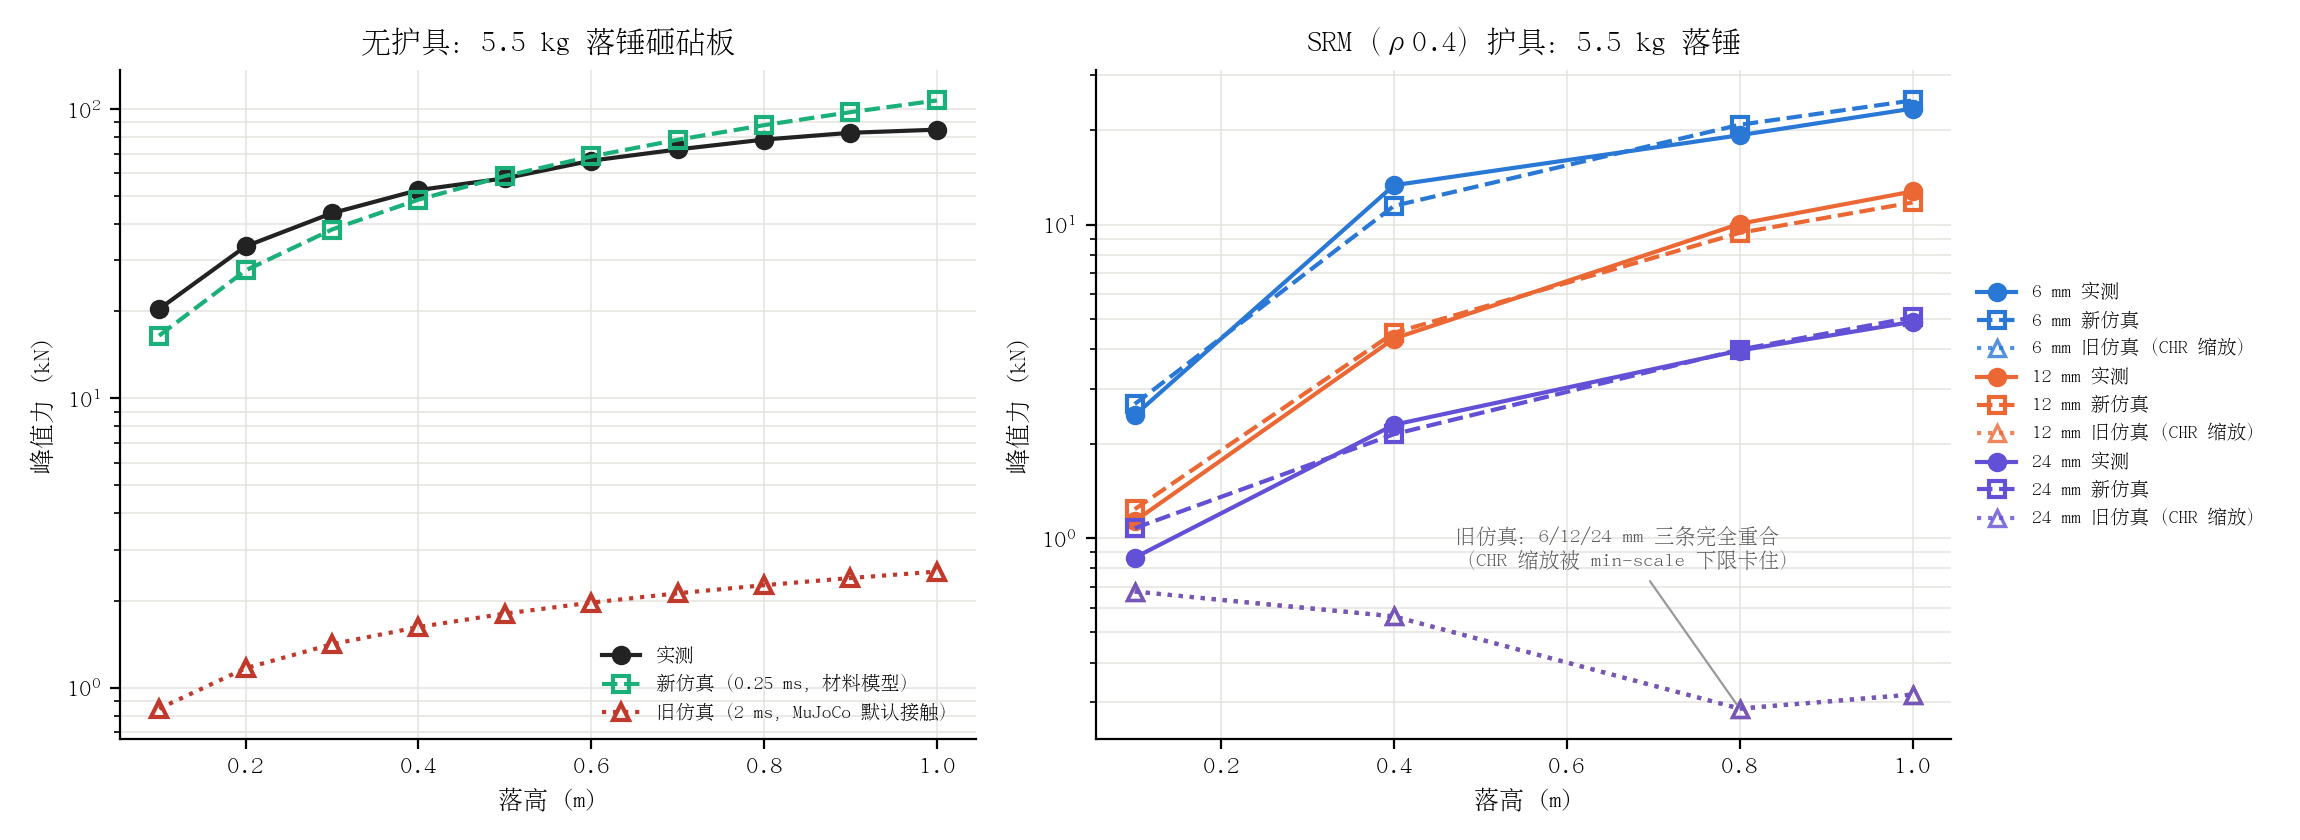 无护具: 5.5 kg 落锤砸砧板
峰值力 (kN)
10²
10¹
10⁰
0.2
0.4
0.6
0.8
1.0
落高 (m)
实测
新仿真 (0.25 ms, 材料模型)
旧仿真 (2 ms, MuJoCo 默认接触)
SRM (ρ0.4) 护具: 5.5 kg 落锤
峰值力 (kN)
10¹
10⁰
0.2
0.4
0.6
0.8
1.0
落高 (m)
旧仿真: 6/12/24 mm 三条完全重合
(CHR 缩放被 min-scale 下限卡住)
6 mm 实测
6 mm 新仿真
6 mm 旧仿真 (CHR 缩放)
12 mm 实测
12 mm 新仿真
12 mm 旧仿真 (CHR 缩放)
24 mm 实测
24 mm 新仿真
24 mm 旧仿真 (CHR 缩放)